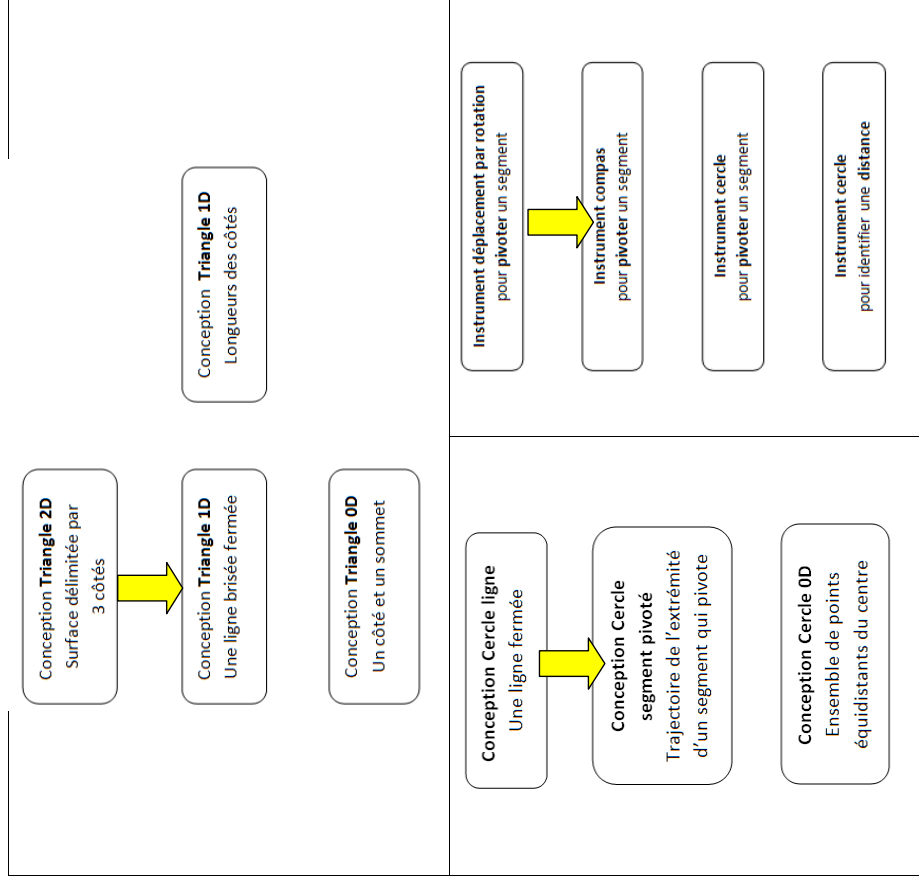 Conception Triangle 2D
Surface délimitée par
3 côtés
Conception Triangle 1D
Une ligne brisée fermée
Conception Triangle 0D
Un côté et un sommet
Conception Triangle 1D
Longueurs des côtés
Conception Cercle ligne
Une ligne fermée
Conception Cercle
segment pivoté
Trajectoire de l'extrémité
d'un segment qui pivote
Conception Cercle 0D
Ensemble de points
équidistants du centre
Instrument déplacement par rotation
pour pivoter un segment
Instrument compas
pour pivoter un segment
Instrument cercle
pour pivoter un segment
Instrument cercle
pour identifier une distance